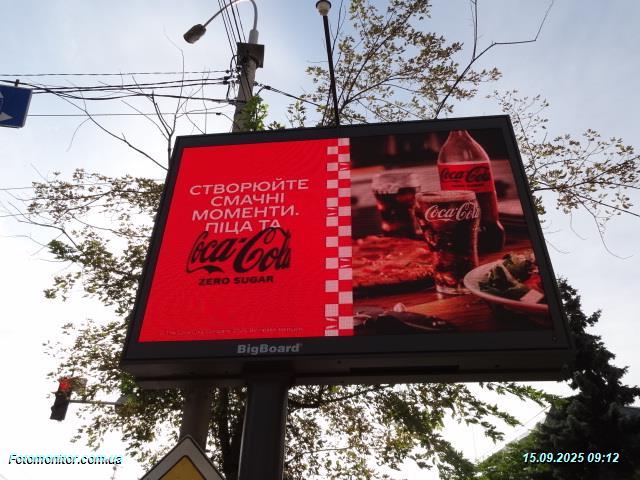 СТВОРЮЙТЕ
СМАЧНІ
МОМЕНТИ.
ПІЦА ТА
Coca-Cola
ZERO SUGAR
Coca-Cola
Coca-Cola
BigBoard
Fotomonitor.com.ua
15.09.2025 09:12